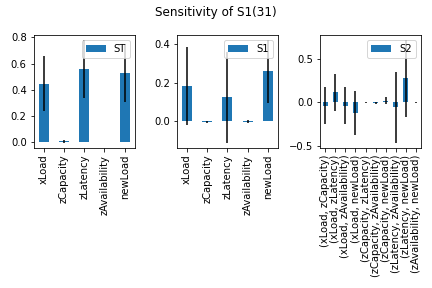 Sensitivity of S1(31)
0.8
0.6
0.4
0.2
0.0
ST
xLoad
zCapacity
zLatency
zAvailability
newLoad
0.4
0.2
0.0
S1
xLoad
zCapacity
zLatency
zAvailability
newLoad
0.5
0.0
−0.5
S2
(xLoad, zCapacity)
(xLoad, zLatency)
(xLoad, zAvailability)
(xLoad, newLoad)
(zCapacity, zLatency)
(zCapacity, zAvailability)
(zCapacity, newLoad)
(zLatency, zAvailability)
(zLatency, newLoad)
(zAvailability, newLoad)